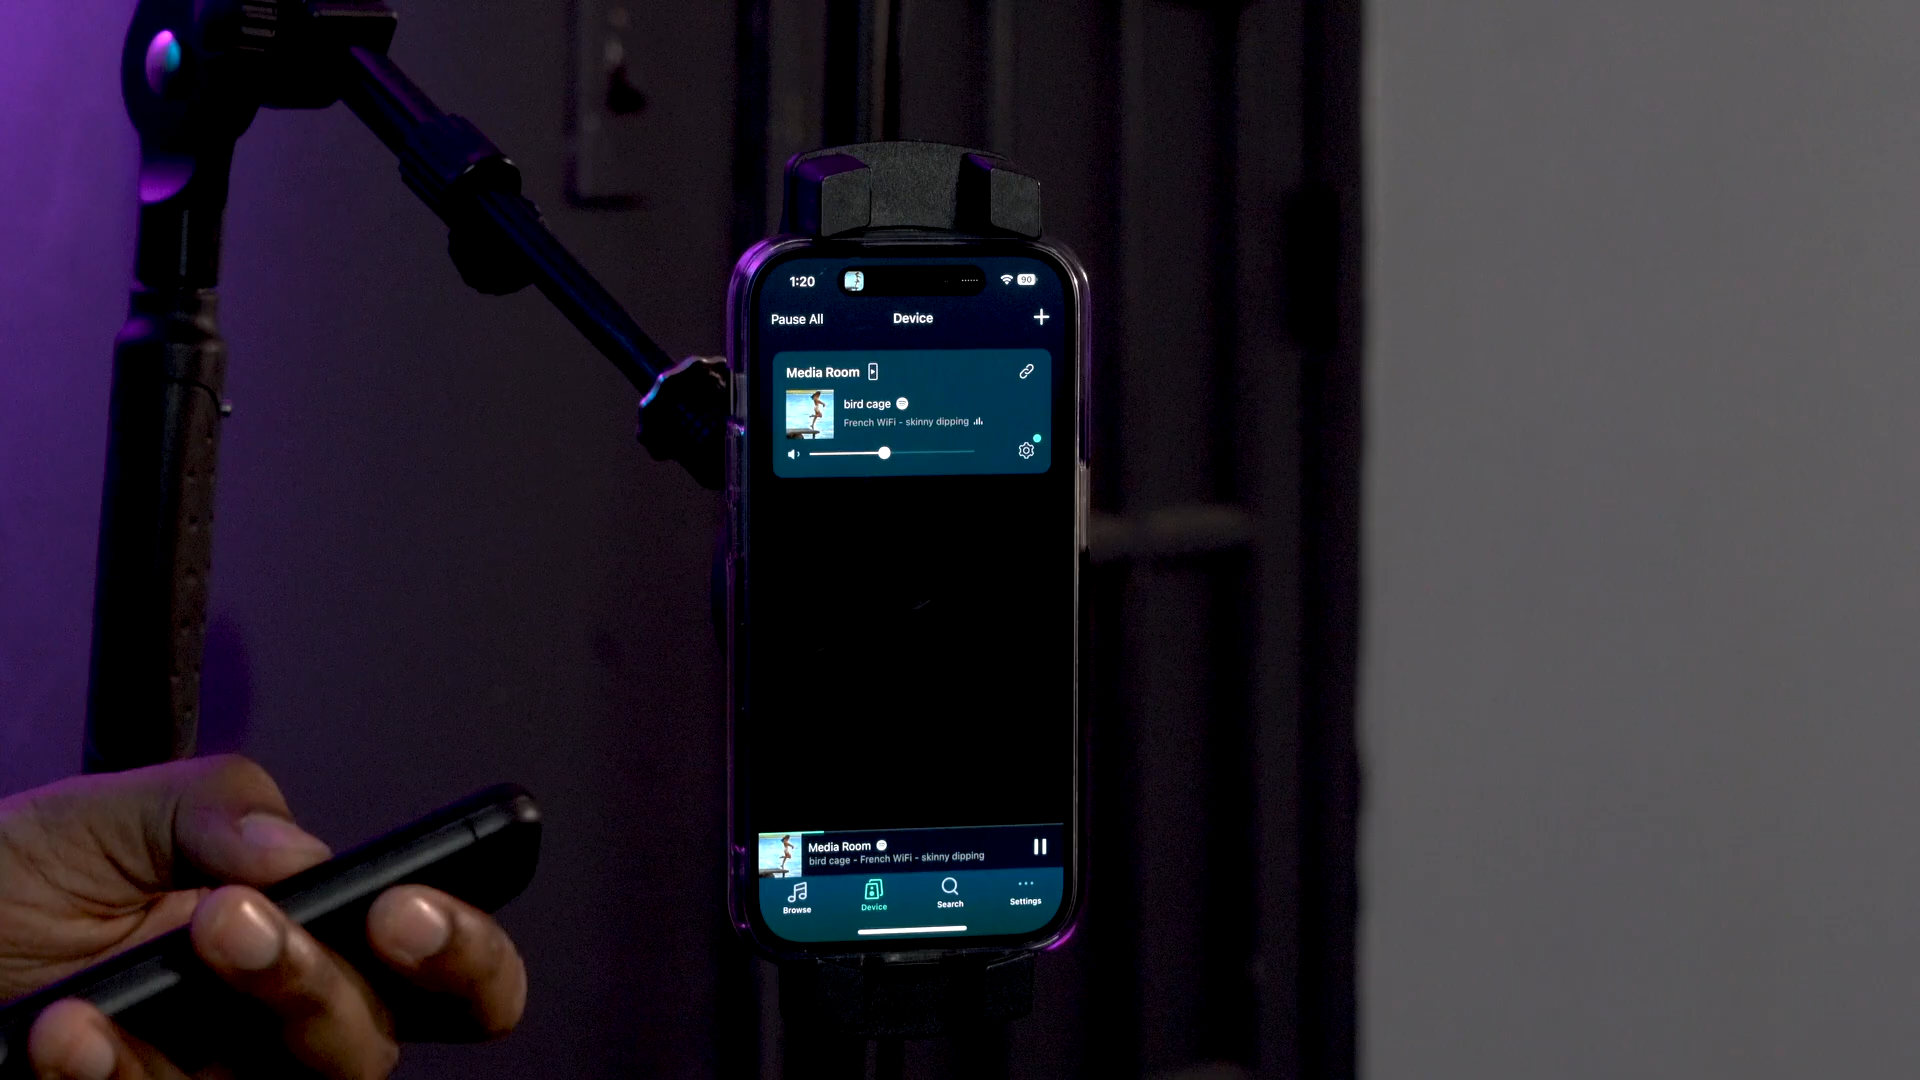 1:20
90
Pause All
Device
Media Room
bird cage
French WiFi - skinny dipping
Media Room
bird cage - French WiFi - skinny dipping
Browse
Device
Search
Settings